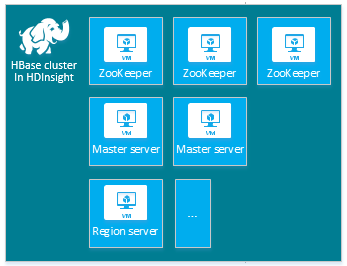 HBase cluster
In HDInsight
VM
ZooKeeper
VM
ZooKeeper
VM
ZooKeeper
VM
Master server
VM
Master server
VM
Region server
...